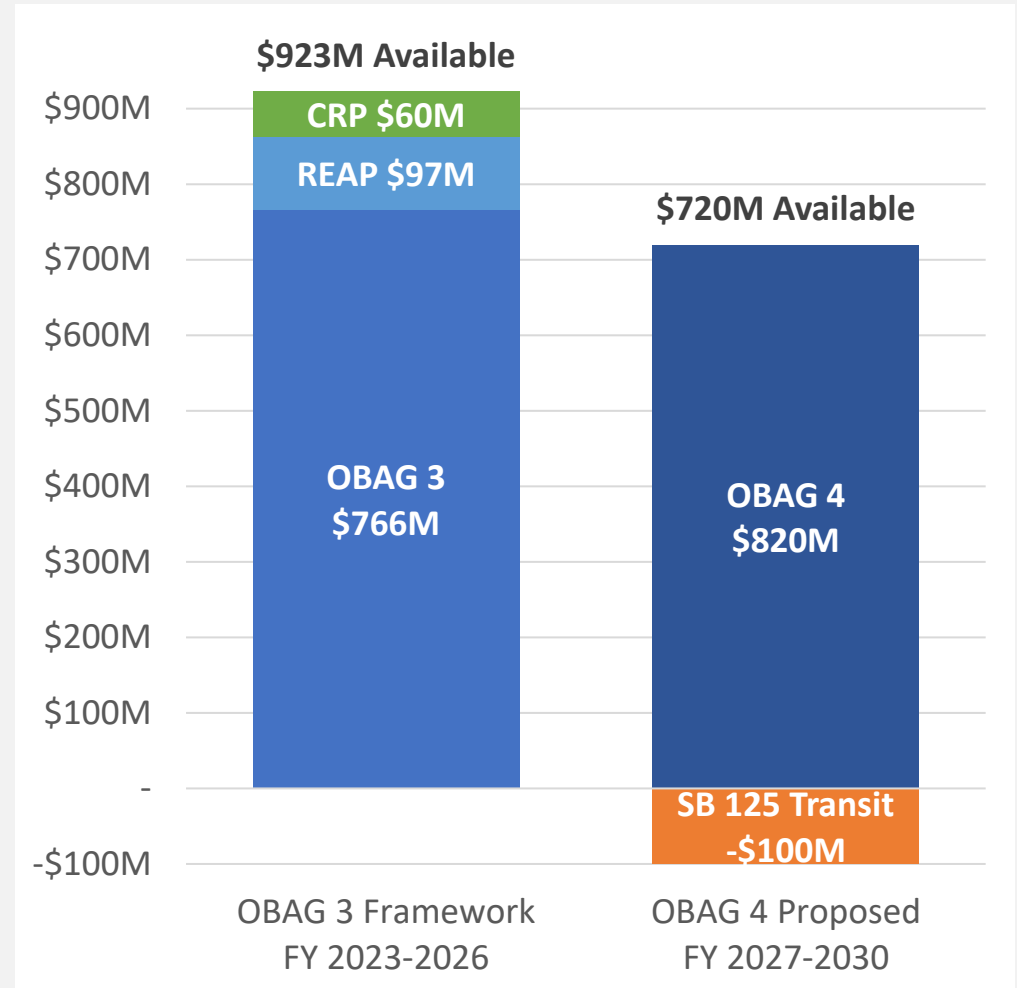 $923M Available
$900M
$800M
$700M
$600M
$500M
$400M
$300M
$200M
$100M
-
-$100M
CRP $60M
REAP $97M
OBAG 3
$766M
$720M Available
OBAG 4
$820M
SB 125 Transit
-$100M
OBAG 3 Framework
FY 2023-2026
OBAG 4 Proposed
FY 2027-2030